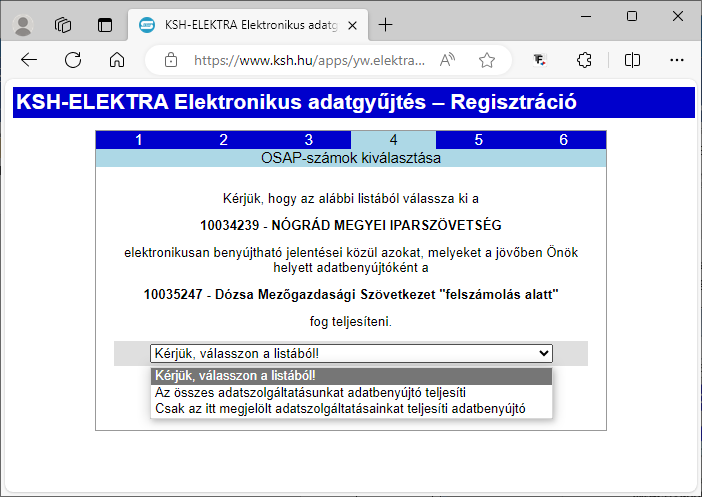 KSH-ELEKTRA Elektronikus adatg
https://www.ksh.hu/apps/yw.elektra...
KSH-ELEKTRA Elektronikus adatgyűjtés – Regisztráció
1 2 3 4 5 6
OSAP-számok kiválasztása
Kérjük, hogy az alábbi listából válassza ki a
10034239 - NÓGRÁD MEGYEI IPARSZÖVETSÉG
elektronikusan benyújtható jelentései közül azokat, melyeket a jövőben Önök
helyett adatbenyújtóként a
10035247 - Dózsa Mezőgazdasági Szövetkezet "felszámolás alatt"
fog teljesíteni.
Kérjük, válasszon a listából!
Kérjük, válasszon a listából!
Az összes adatszolgáltatásunkat adatbenyújtó teljesíti
Csak az itt megjelölt adatszolgáltatásainkat teljesíti adatbenyújtó